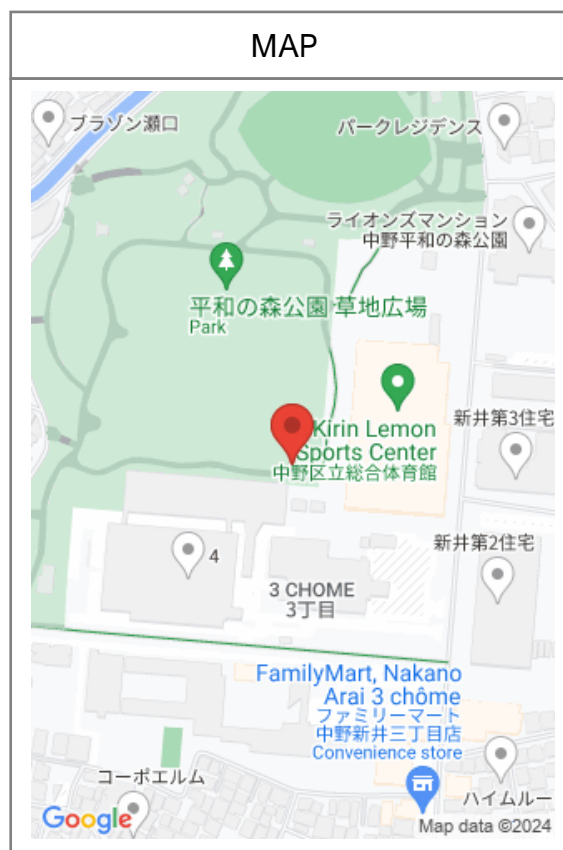 MAP
ブラゾン瀬口
パークレジデンス
ライオンズマンション
中野平和の森公園
平和の森公園 草地広場
Park
Kirin Lemon
Sports Center
中野区立総合体育館
新井第3住宅
新井第2住宅
4
3 CHOME
3丁目
FamilyMart, Nakano
Arai 3 chôme
ファミリーマート
中野新井三丁目店
Convenience store
コーポエルム
ハイムルー
Google
Map data ©2024